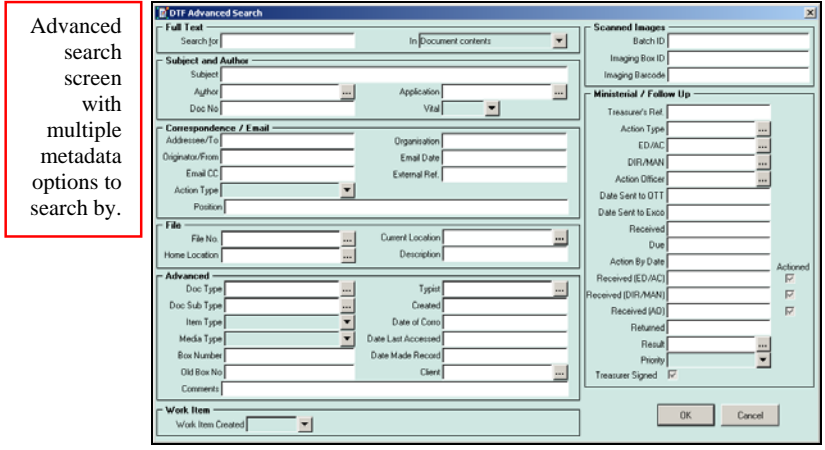 Advanced
search
screen
with
multiple
metadata
options to
search by.
DTF Advanced Search
Full Text
Search for In Document contents
Subject and Author
Subject
Author ... Application ...
Doc No Vital
Correspondence / Email
Addressee/To Organisation
Originator/From Email Date
Email CC External Ref.
Action Type
Position
File
File No. ... Current Location ...
Home Location ... Description
Advanced
Doc Type ... Typist ...
Doc Sub Type ... Created
Item Type Date of Corro
Media Type Date Last Accessed
Box Number Date Made Record
Old Box No Client ...
Comments
Work Item
Work Item Created
Scanned Images
Batch ID
Imaging Box ID
Imaging Barcode
Ministerial / Follow Up
Treasurer's Ref.
Action Type ...
ED/AC ...
DIR/MAN ...
Action Officer ...
Date Sent to OTT
Date Sent to Exco
Received
Due
Action By Date
Actioned
Received (ED/AC)
Received (DIR/MAN)
Received (AO)
Returned
Result ...
Priority
Treasurer Signed
OK Cancel